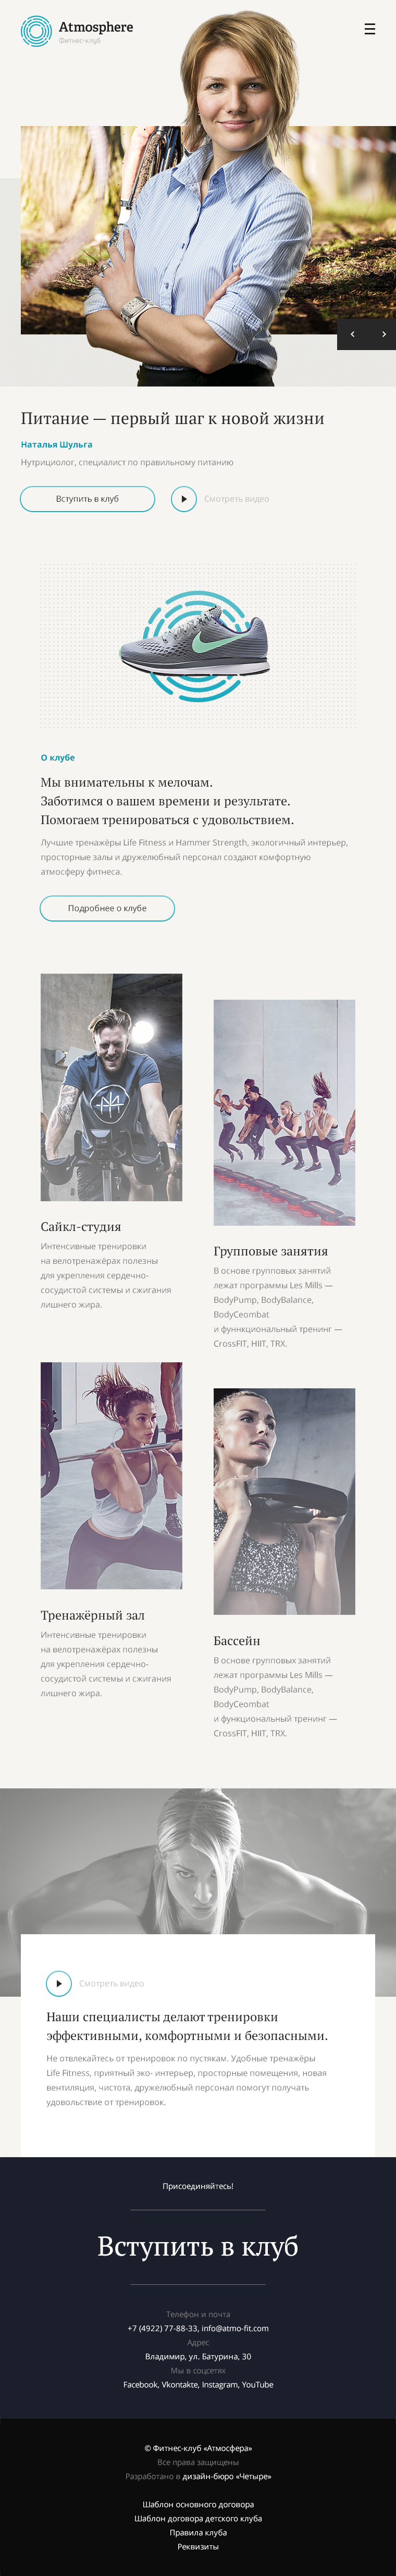 Atmosphere
Фитнес-клуб
Питание — первый шаг к новой жизни
Наталья Шульга
Нутрициолог, специалист по правильному питанию
Вступить в клуб
Смотреть видео
О клубе
Мы внимательны к мелочам.
Заботимся о вашем времени и результате.
Помогаем тренироваться с удовольствием.
Лучшие тренажёры Life Fitness и Hammer Strength, экологичный интерьер,
просторные залы и дружелюбный персонал создают комфортную
атмосферу фитнеса.
Подробнее о клубе
Сайкл-студия
Интенсивные тренировки
на велотренажёрах полезны
для укрепления сердечно-
сосудистой системы и сжигания
лишнего жира.
Групповые занятия
В основе групповых занятий
лежат программы Les Mills —
BodyPump, BodyBalance,
BodyCeombat
и фунннкциональный тренинг —
CrossFIT, HIIT, TRX.
Тренажёрный зал
Интенсивные тренировки
на велотренажёрах полезны
для укрепления сердечно-
сосудистой системы и сжигания
лишнего жира.
Бассейн
В основе групповых занятий
лежат программы Les Mills —
BodyPump, BodyBalance,
BodyCeombat
и функциональный тренинг —
CrossFIT, HIIT, TRX.
Смотреть видео
Наши специалисты делают тренировки
эффективными, комфортными и безопасными.
Не отвлекайтесь от тренировок по пустякам. Удобные тренажёры
Life Fitness, приятный эко- интерьер, просторные помещения, новая
вентиляция, чистота, дружелюбный персонал помогут получать
удовольствие от тренировок.
Присоединяйтесь!
Вступить в клуб
Телефон и почта
+7 (4922) 77-88-33, info@atmo-fit.com
Адрес
Владимир, ул. Батурина, 30
Мы в соцсетях
Facebook, Vkontakte, Instagram, YouTube
© Фитнес-клуб «Атмосфера»
Все права защищены
Разработано в дизайн-бюро «Четыре»
Шаблон основного договора
Шаблон договора детского клуба
Правила клуба
Реквизиты